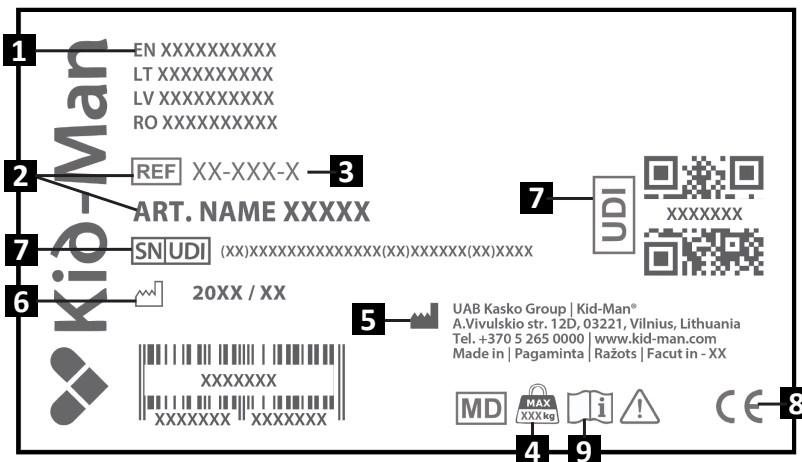 1
EN XXXXXXXXXX
LT XXXXXXXXXX
LV XXXXXXXXXX
RO XXXXXXXXXX
Kið-Man
2
REF XX-XXX-X
3
ART. NAME XXXXX
7
SN UDI (XX)XXXXXXXXXXXXXX(XX)XXXXXX(XX)XXXX
7
UDI
XXXXXXX
6
20XX / XX
5
UAB Kasko Group | Kid-Man®
A.Vivulskio str. 12D, 03221, Vilnius, Lithuania
Tel. +370 5 265 0000 | www.kid-man.com
Made in | Pagaminta | Ražots | Facut in - XX
XXXXXXX
XXXXXXX XXXXXXX
MD
MAX
XXX kg
i
CE
8
4
9